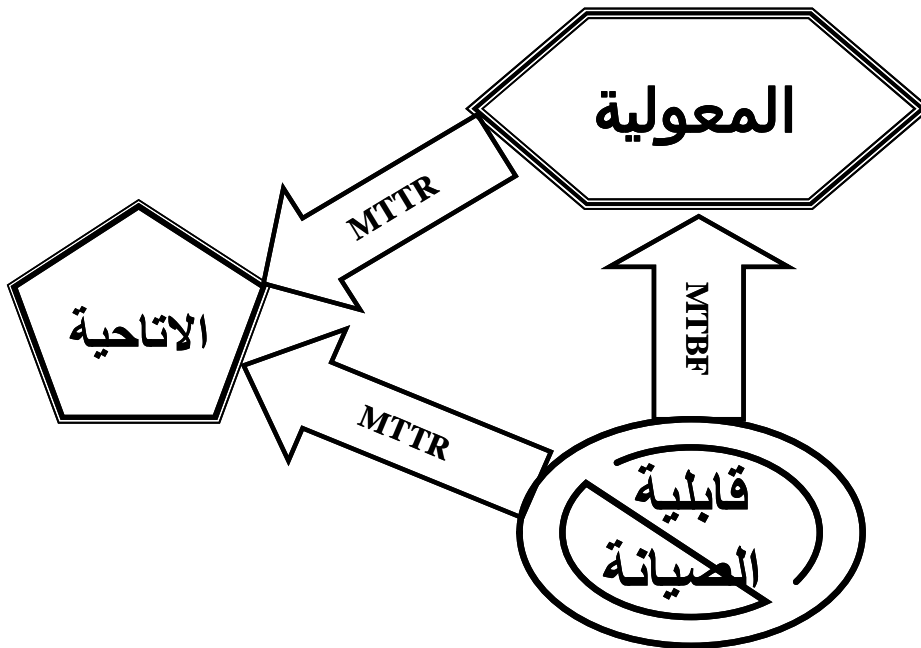 المعولية
MTTR
الاتاحية
MTBF
MTTR
قابلية
الصيانة